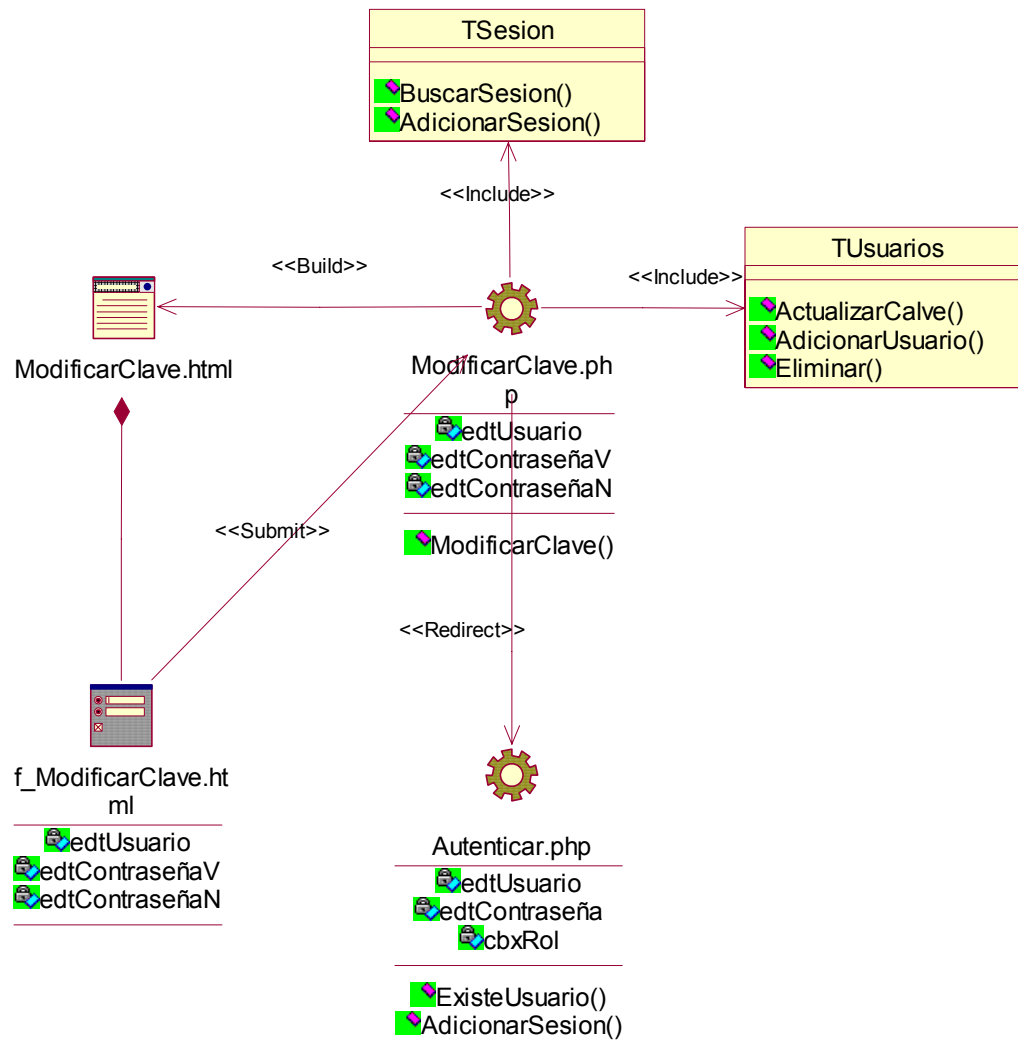 TSesion
BuscarSesion()
AdicionarSesion()
<<Include>>
TUsuarios
<<Build>>
<<Include>>
ActualizarCalve()
AdicionarUsuario()
Eliminar()
ModificarClave.html
ModificarClave.ph
p
edtUsuario
edtContraseñaV
edtContraseñaN
<<Submit>>
ModificarClave()
<<Redirect>>
f_ModificarClave.ht
ml
edtUsuario
edtContraseñaV
edtContraseñaN
Autenticar.php
edtUsuario
edtContraseña
cbxRol
ExisteUsuario()
AdicionarSesion()